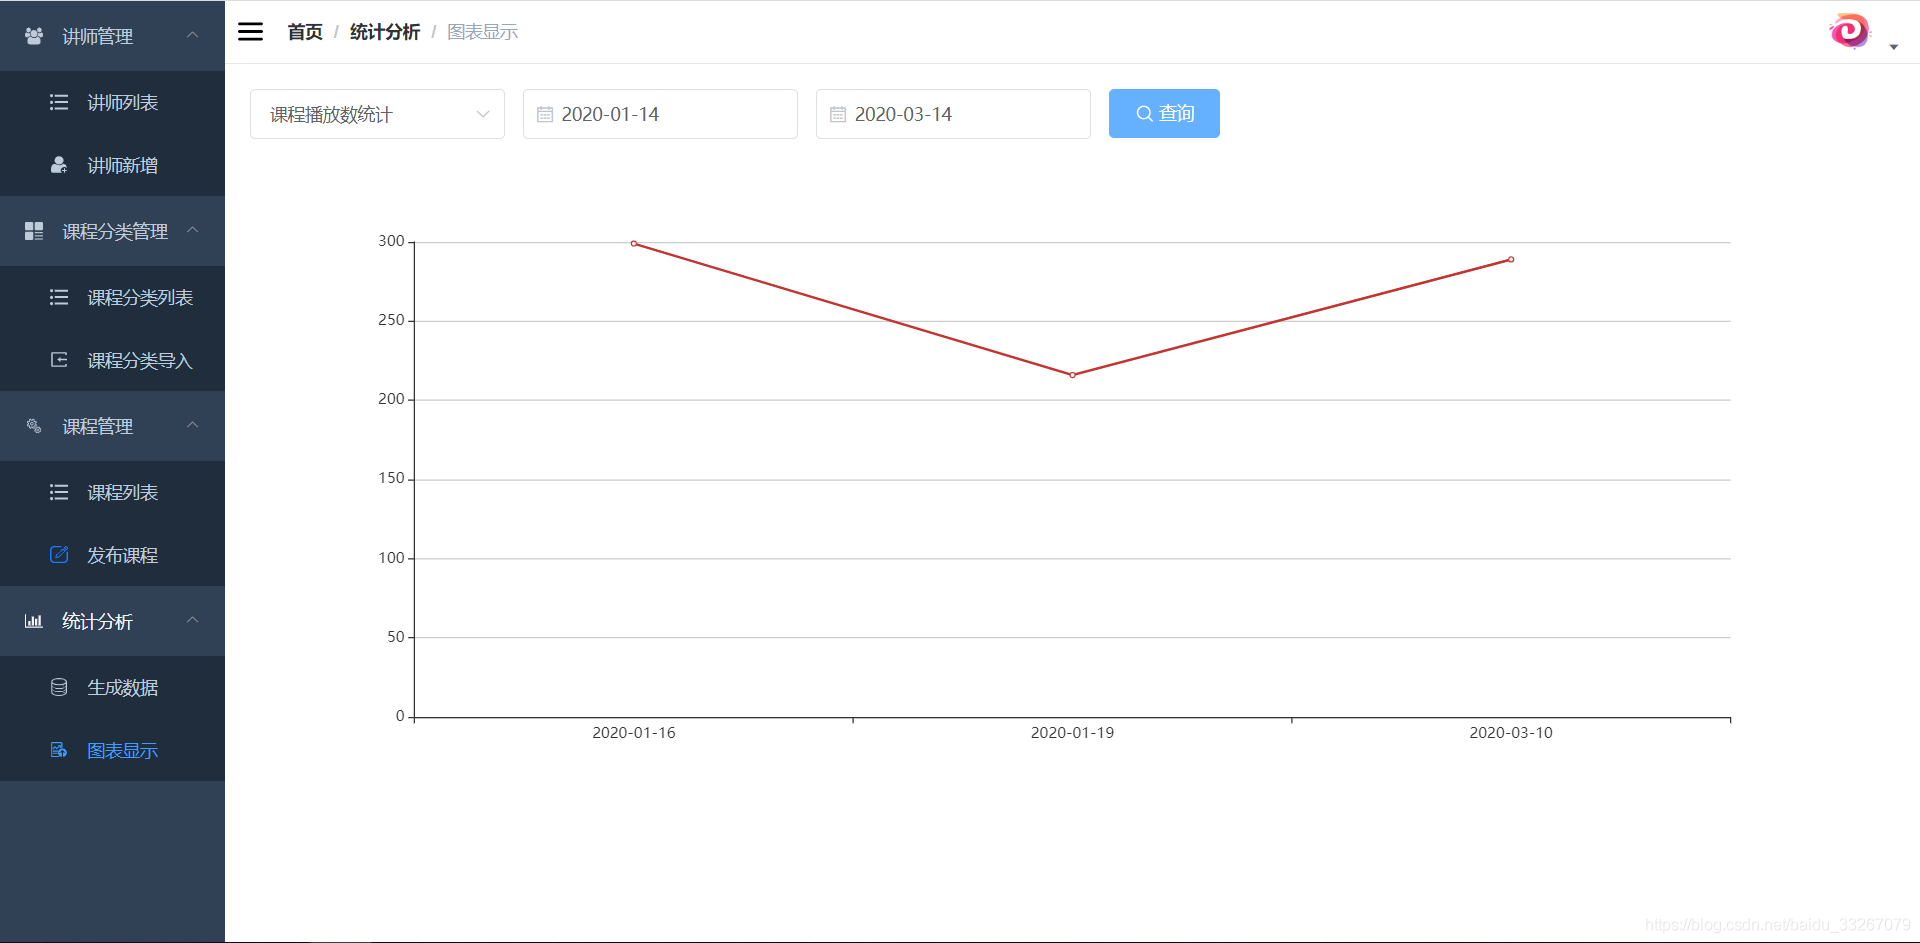 讲师管理
讲师列表
讲师新增
课程分类管理
课程分类列表
课程分类导入
课程管理
课程列表
发布课程
统计分析
生成数据
图表显示
首页 / 统计分析 / 图表显示
课程播放数统计 2020-01-14 2020-03-14 查询
300
250
200
150
100
50
0
2020-01-16 2020-01-19 2020-03-10
https://blog.csdn.net/baidu_33267079